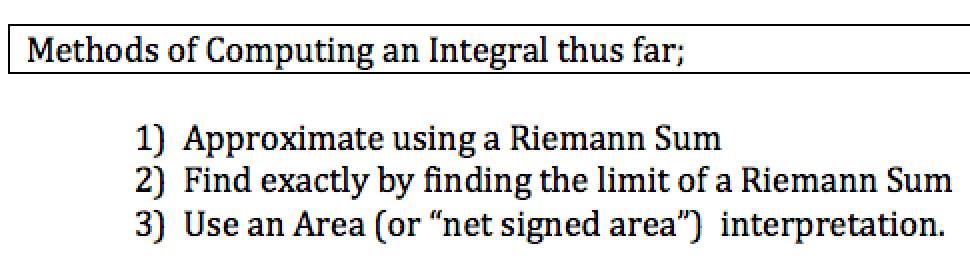 Methods of Computing an Integral thus far;
1) Approximate using a Riemann Sum
2) Find exactly by finding the limit of a Riemann Sum
3) Use an Area (or “net signed area”) interpretation.